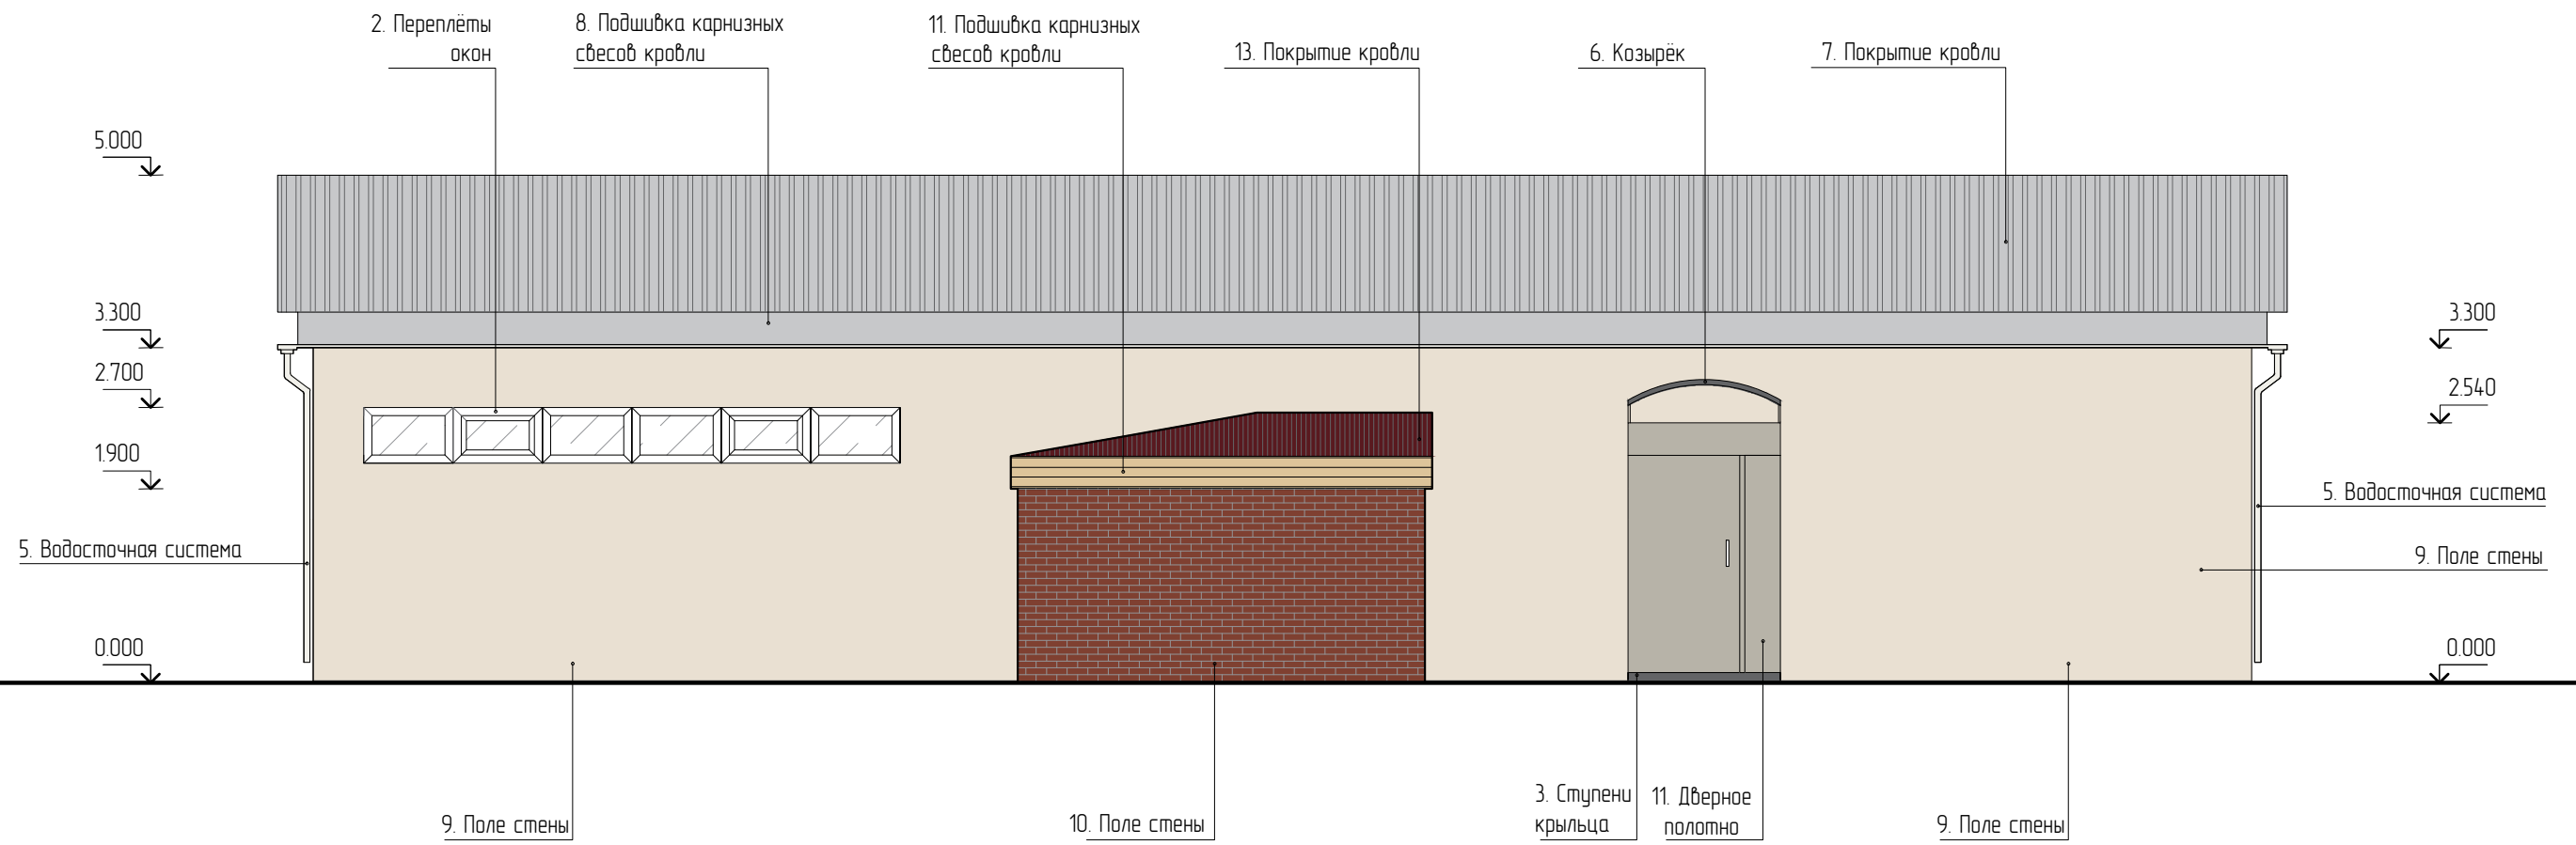 2. Переплёты
окон
8. Подшивка карнизных
свесов кровли
11. Подшивка карнизных
свесов кровли
13. Покрытие кровли
6. Козырёк
7. Покрытие кровли
5.000
3.300
2.700
1.900
5. Водосточная система
0.000
3.300
2.540
5. Водосточная система
9. Поле стены
0.000
9. Поле стены
10. Поле стены
3. Ступени
крыльца
11. Дверное
полотно
9. Поле стены